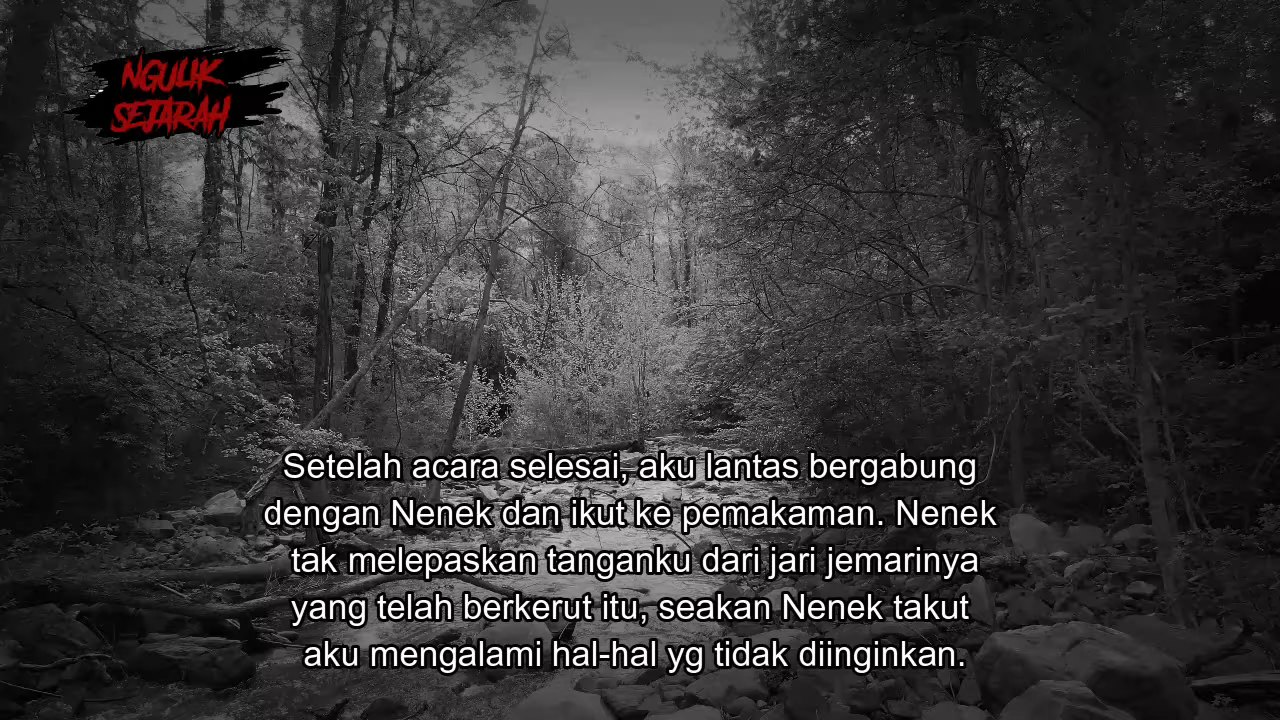 NGULIK
SEJARAH
Setelah acara selesai, aku lantas bergabung
dengan Nenek dan ikut ke pemakaman. Nenek
tak melepaskan tanganku dari jari jemarinya
yang telah berkerut itu, seakan Nenek takut
aku mengalami hal-hal yg tidak diinginkan.